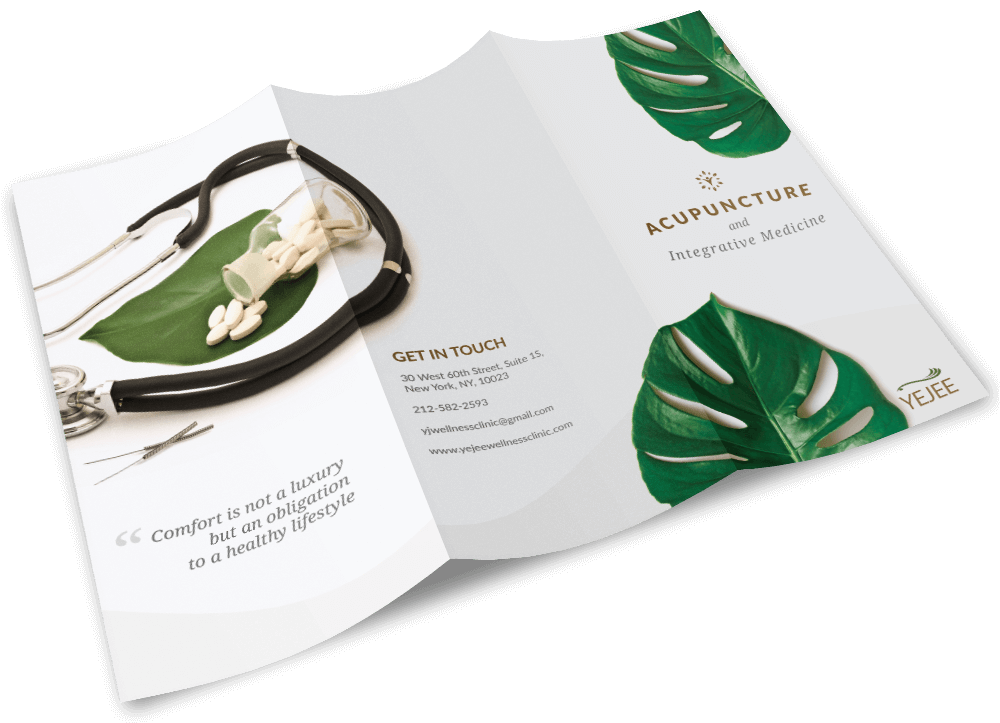 “ Comfort is not a luxury
but an obligation
to a healthy lifestyle
GET IN TOUCH
30 West 60th Street, Suite 15,
New York, NY, 10023
212-582-2593
yjwellnessclinic@gmail.com
www.yejeewellnessclinic.com
ACUPUNCTURE
and
Integrative Medicine
YEJEE